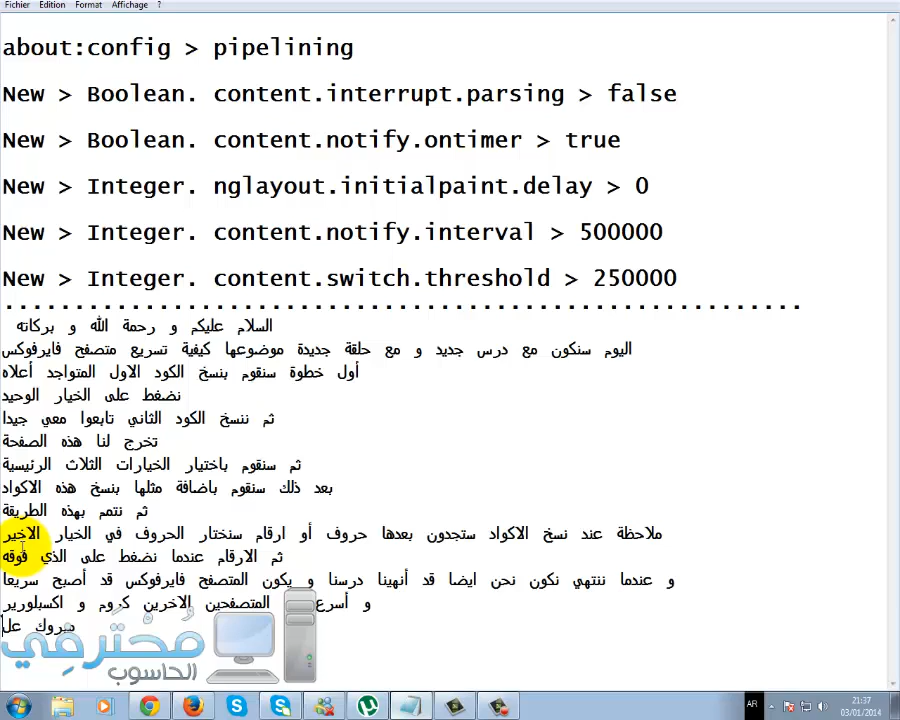 Fichier Edition Format Affichage ?
about:config > pipelining
New > Boolean. content.interrupt.parsing > false
New > Boolean. content.notify.ontimer > true
New > Integer. nglayout.initialpaint.delay > 0
New > Integer. content.notify.interval > 500000
New > Integer. content.switch.threshold > 250000
.........................................................
السلام عليكم و رحمة الله و بركاته
اليوم سنكون مع درس جديد و مع حلقة جديدة موضوعها كيفية تسريع متصفح فايرفوكس
أول خطوة سنقوم بنسخ الكود الاول المتواجد أعلاه
نضغط على الخيار الوحيد
ثم ننسخ الكود الثاني تابعوا معي جيدا
تخرج لنا هذه الصفحة
ثم سنقوم باختيار الخيارات الثلاث الرئيسية
بعد ذلك سنقوم باضافة مثلها بنسخ هذه الاكواد
ثم نتمم بهذه الطريقة
ملاحظة عند نسخ الاكواد ستجدون بعدها حروف أو ارقام سنختار الحروف في الخيار الاخير
ثم الارقام عندما نضغط على الذي فوقه
و عندما ننتهي نكون نحن ايضا قد أنهينا درسنا و يكون المتصفح فايرفوكس قد أصبح سريعا
و أسرع المتصفحين الاخرين كروم و اكسبلورير
مبروك عل
مُحْتَرفِي
الحاسوب
AR
21:37
03/01/2014